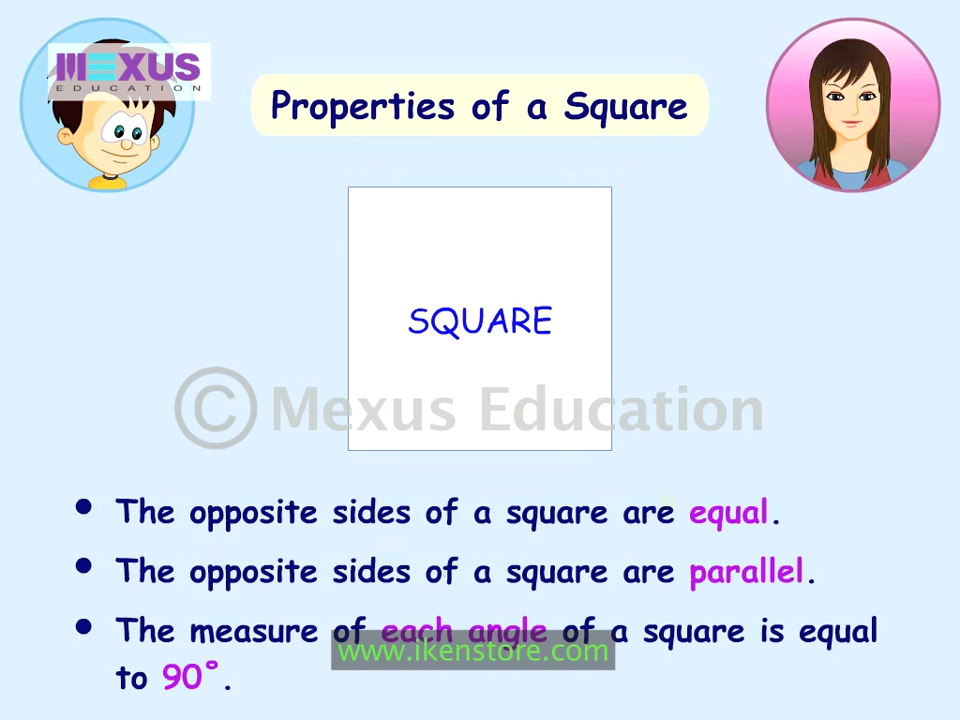 MEXUS
EDUCATION
Properties of a Square
SQUARE
© Mexus Education
• The opposite sides of a square are equal.
• The opposite sides of a square are parallel.
• The measure of each angle of a square is equal
to 90°.
www.ikenstore.com